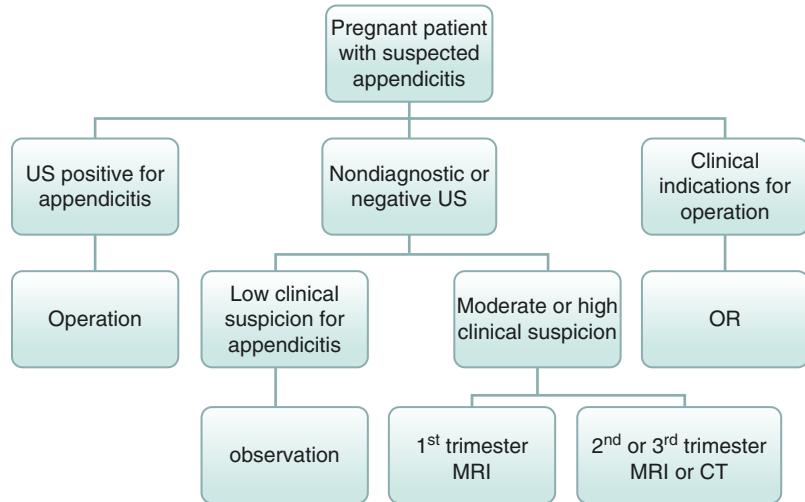 Pregnant patient
with suspected
appendicitis
US positive for
appendicitis
Nondiagnostic or
negative US
Clinical
indications for
operation
Operation
Low clinical
suspicion for
appendicitis
Moderate or high
clinical suspicion
OR
observation
1st trimester
MRI
2nd or 3rd trimester
MRI or CT